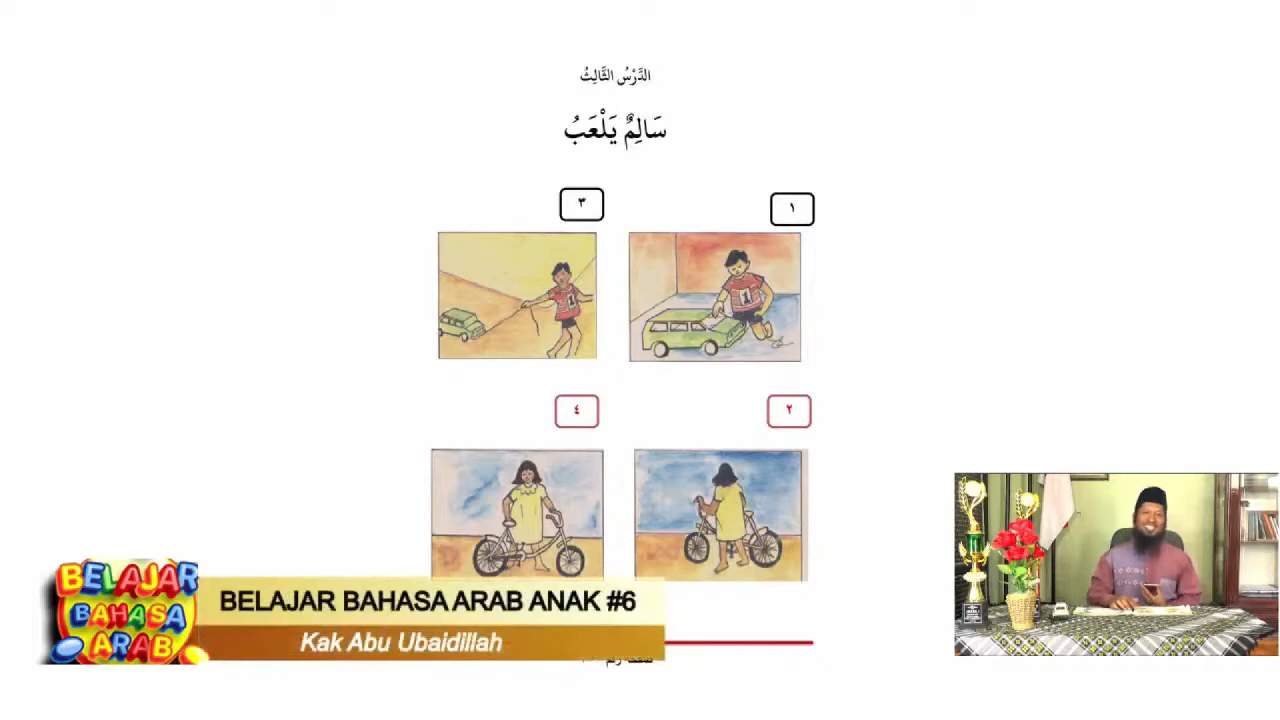 الدَّرْسُ الثَّالِثُ
سَالِمٌ يَلْعَبُ
١
٣
٢
٤
BELAJAR
BAHASA
ARAB
BELAJAR BAHASA ARAB ANAK #6
Kak Abu Ubaidillah